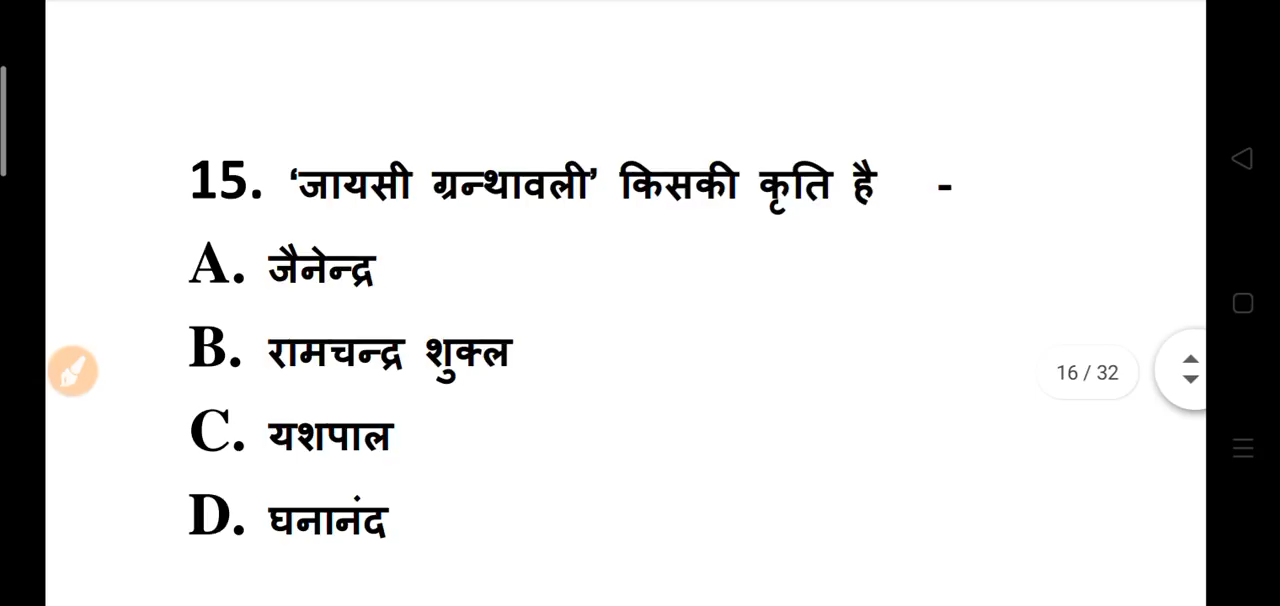 15. ‘जायसी ग्रन्थावली’ किसकी कृति है -
A. जैनेन्द्र
B. रामचन्द्र शुक्ल
16 / 32
C. यशपाल
D. घनानंद